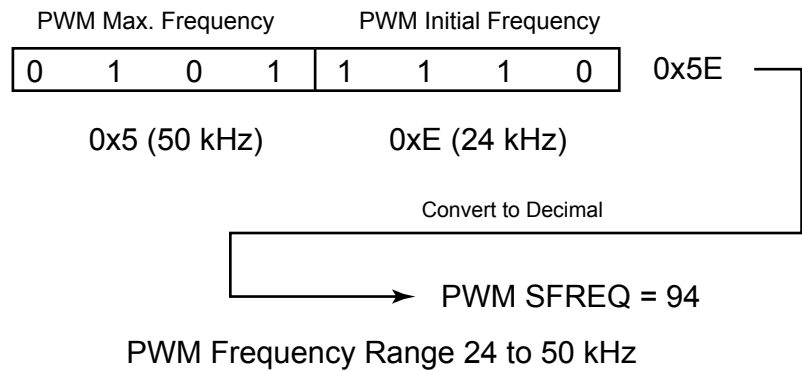 PWM Max. Frequency PWM Initial Frequency
0 1 0 1 1 1 1 0 0x5E
0x5 (50 kHz) 0xE (24 kHz)
Convert to Decimal
PWM SFREQ = 94
PWM Frequency Range 24 to 50 kHz